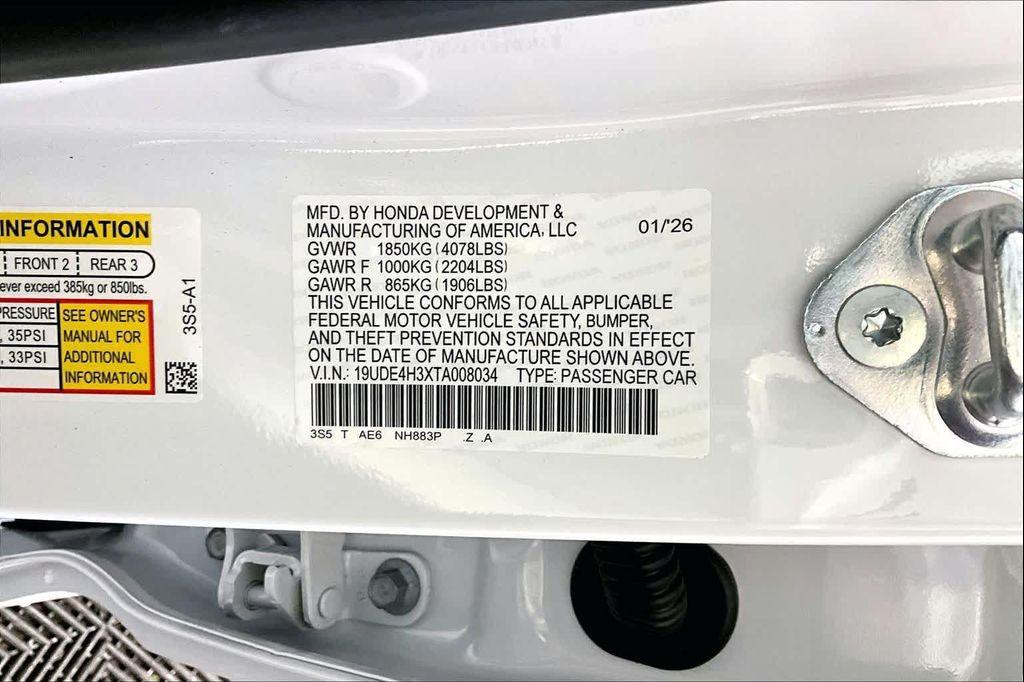 INFORMATION
FRONT 2 REAR 3
ever exceed 385kg or 850lbs.
PRESSURE
, 35PSI
, 33PSI
SEE OWNER'S
MANUAL FOR
ADDITIONAL
INFORMATION
3S5-A1
MFD. BY HONDA DEVELOPMENT &
MANUFACTURING OF AMERICA, LLC 01/'26
GVWR 1850KG (4078LBS)
GAWR F 1000KG (2204LBS)
GAWR R 865KG (1906LBS)
THIS VEHICLE CONFORMS TO ALL APPLICABLE
FEDERAL MOTOR VEHICLE SAFETY, BUMPER,
AND THEFT PREVENTION STANDARDS IN EFFECT
ON THE DATE OF MANUFACTURE SHOWN ABOVE.
V.I.N.: 19UDE4H3XTA008034 TYPE: PASSENGER CAR
3S5 T AE6 NH883P .Z .A